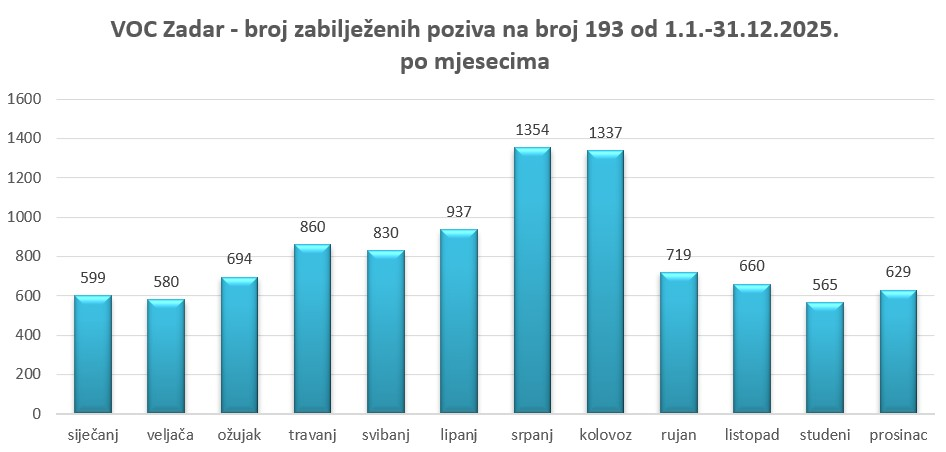 VOC Zadar - broj zabilježenih poziva na broj 193 od 1.1.-31.12.2025.
po mjesecima
1600
1400
1200
1000
800
600
400
200
0
599
580
694
860
830
937
1354
1337
719
660
565
629
siječanj
veljača
ožujak
travanj
svibanj
lipanj
srpanj
kolovoz
rujan
listopad
studeni
prosinac